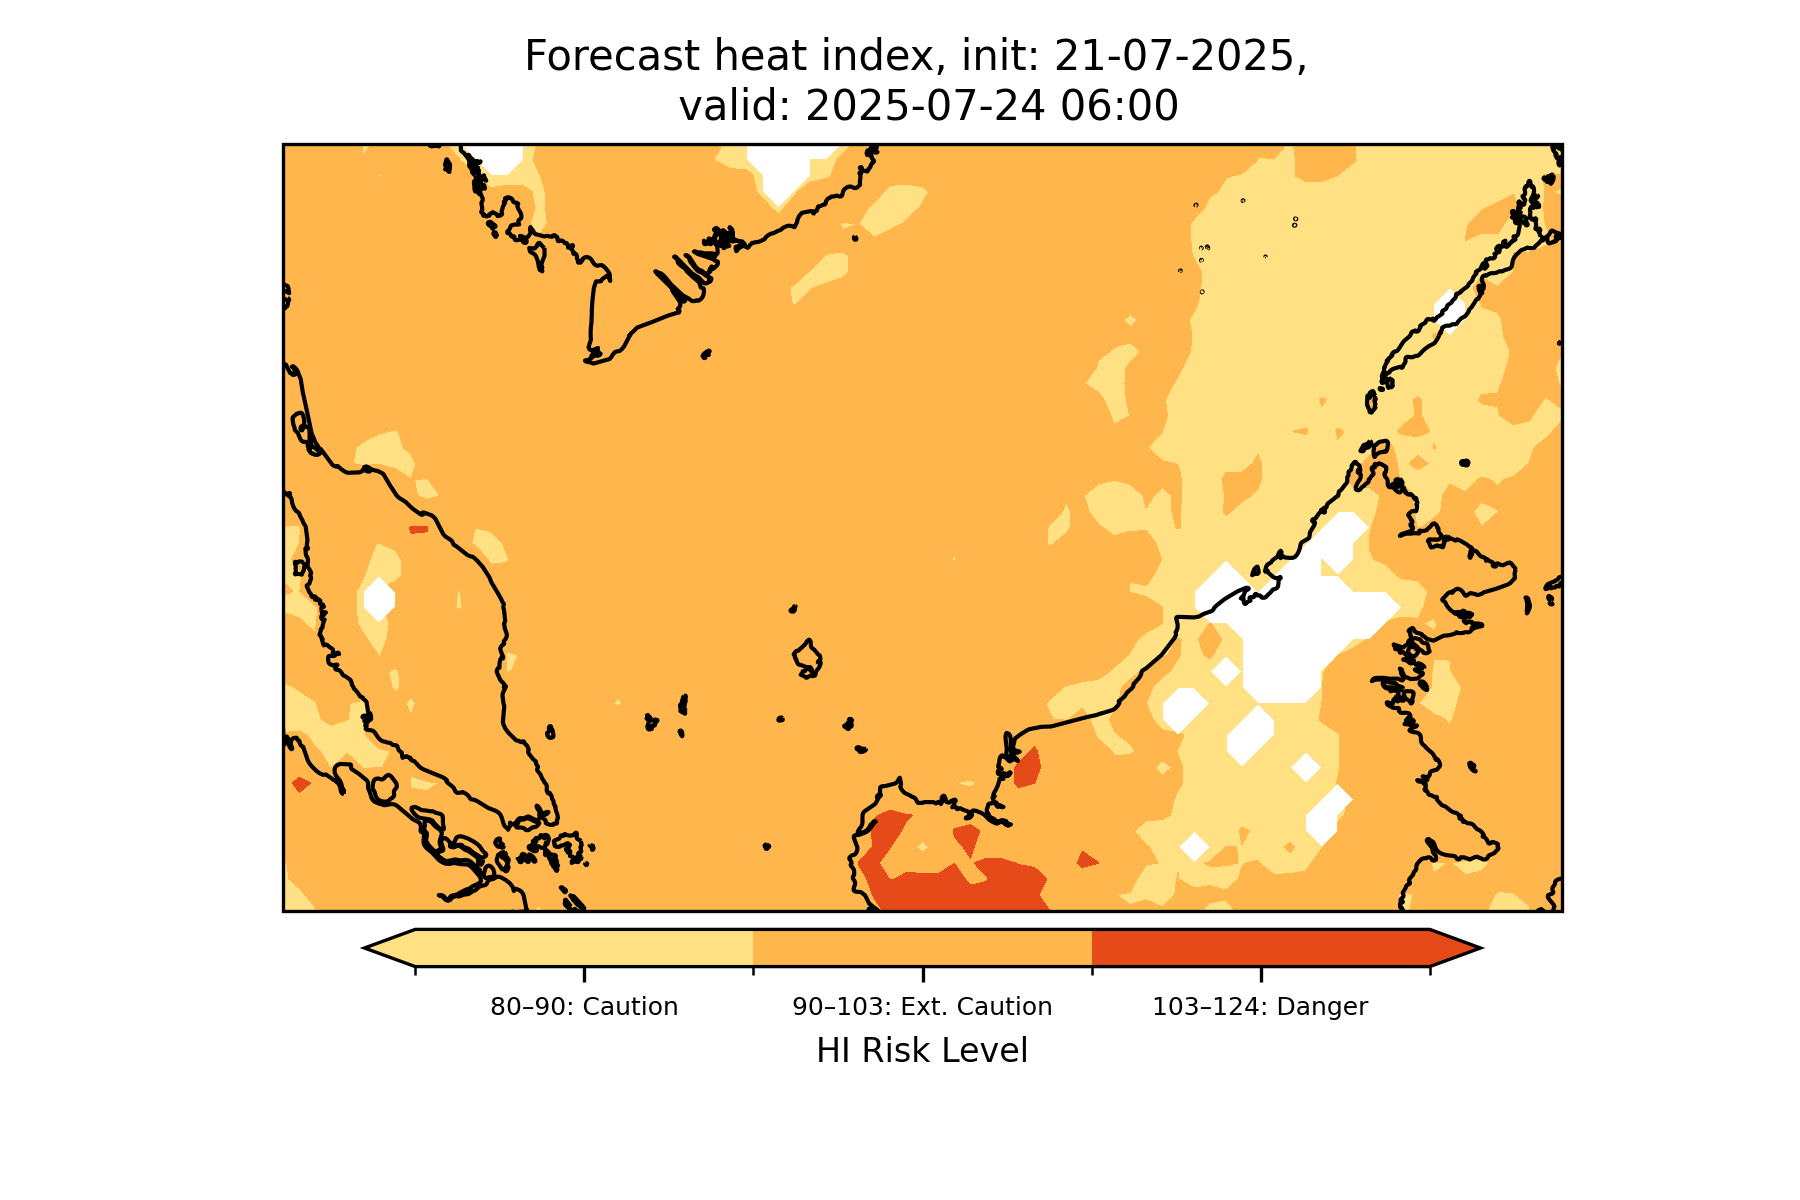 Forecast heat index, init: 21-07-2025,
valid: 2025-07-24 06:00
80–90: Caution
90–103: Ext. Caution
103–124: Danger
HI Risk Level